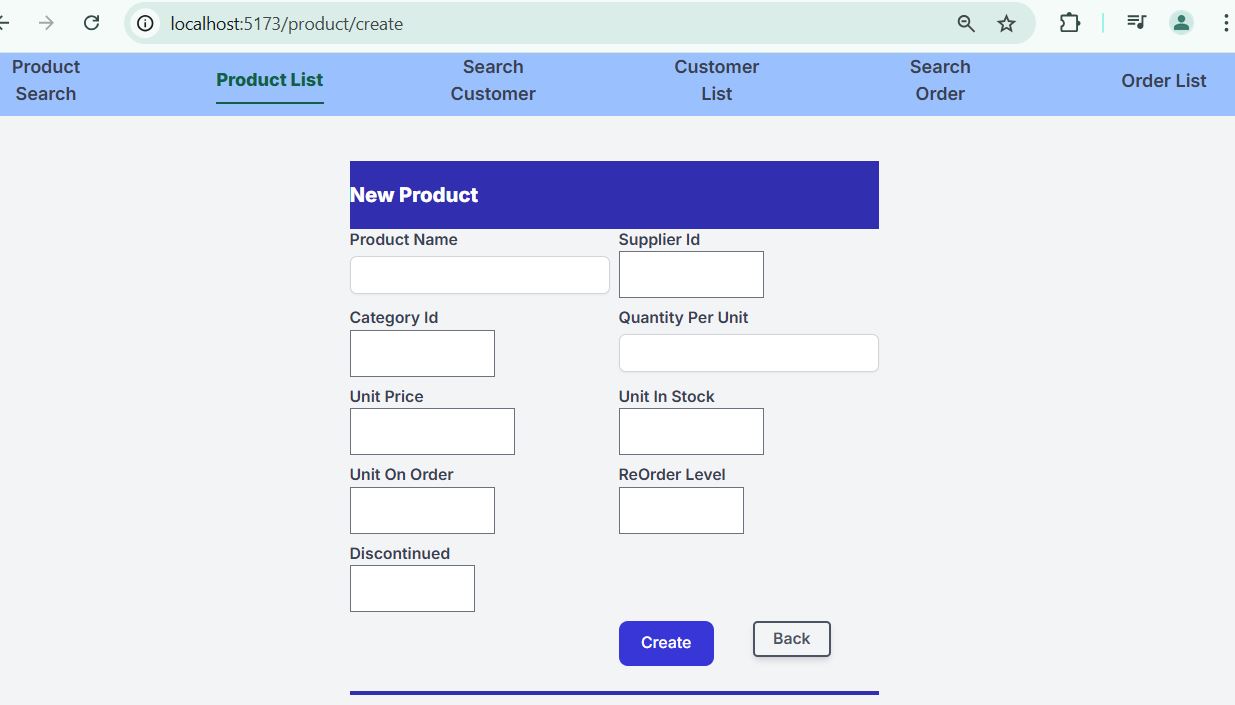 localhost:5173/product/create
Product
Search
Product List
Search
Customer
Customer
List
Search
Order
Order List
New Product
Product Name
Supplier Id
Category Id
Quantity Per Unit
Unit Price
Unit In Stock
Unit On Order
ReOrder Level
Discontinued
Create
Back